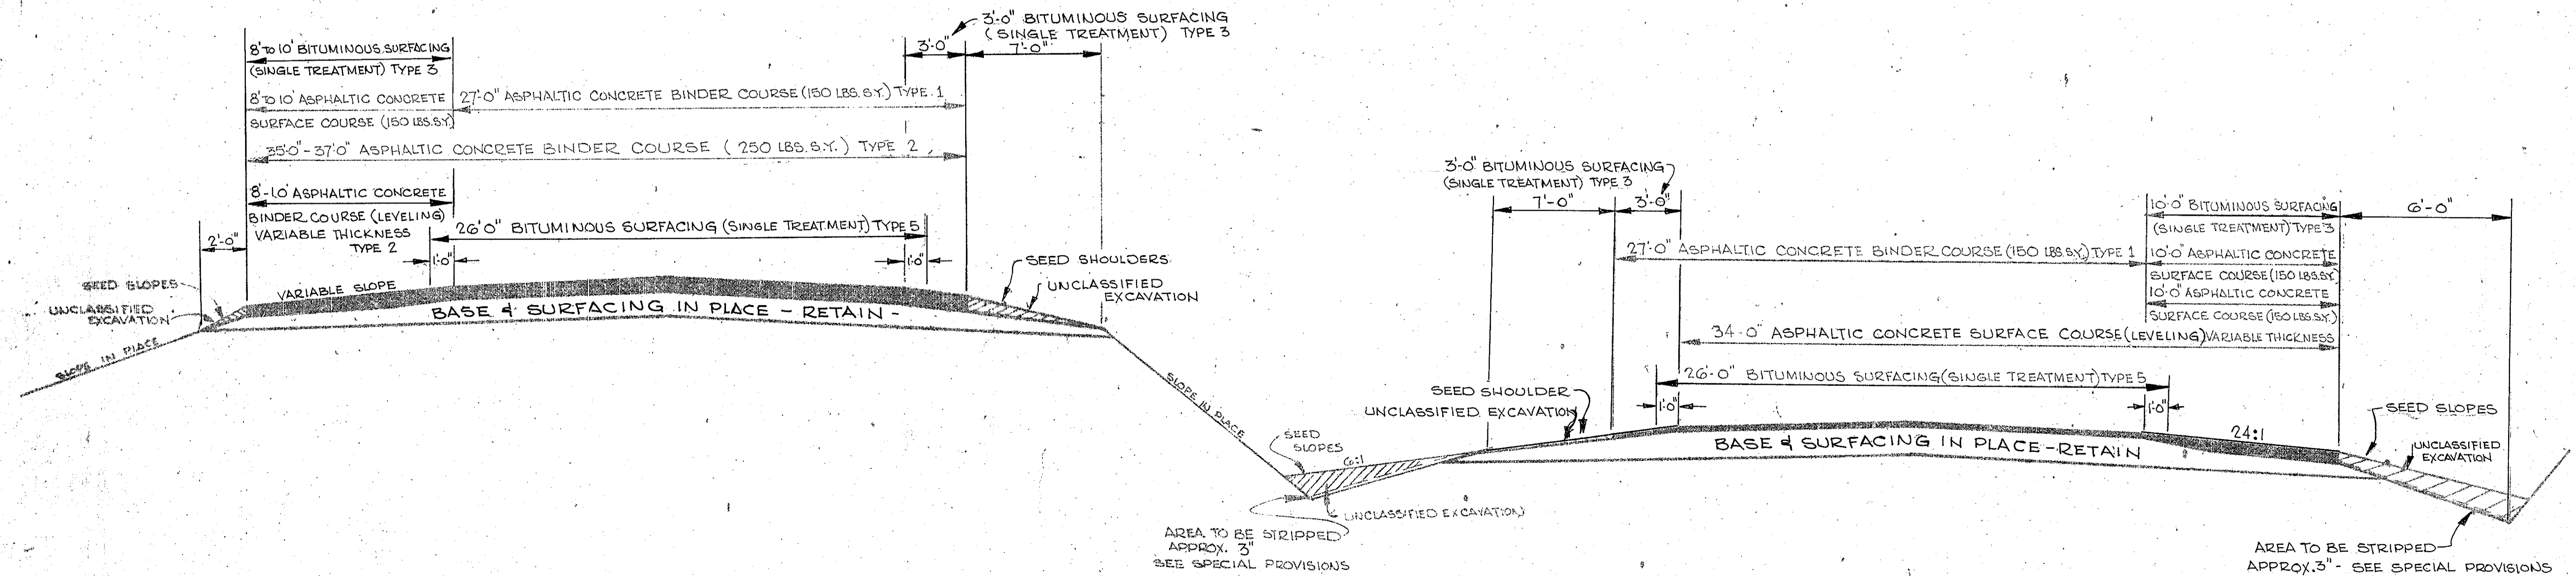 3'-0" BITUMINOUS SURFACING
(SINGLE TREATMENT) TYPE 3
8' TO 10' BITUMINOUS SURFACING
(SINGLE TREATMENT) TYPE 3
3'-0"
7'-0"
8' TO 10' ASPHALTIC CONCRETE
SURFACE COURSE (150 LBS.S.Y.)
27'-0" ASPHALTIC CONCRETE BINDER COURSE (150 LBS.S.Y.) TYPE 1
35'-0"-37'-0" ASPHALTIC CONCRETE BINDER COURSE (250 LBS.S.Y.) TYPE 2
8'-10' ASPHALTIC CONCRETE
BINDER COURSE (LEVELING)
VARIABLE THICKNESS
TYPE 2
2'-0"
26'-0" BITUMINOUS SURFACING (SINGLE TREATMENT) TYPE 5
1'-0"
1'-0"
SEED SHOULDERS
UNCLASSIFIED
EXCAVATION
SEED SLOPES
UNCLASSIFIED
EXCAVATION
VARIABLE SLOPE
BASE & SURFACING IN PLACE - RETAIN -
SLOPE IN PLACE
SLOPE IN PLACE
3'-0" BITUMINOUS SURFACING
(SINGLE TREATMENT) TYPE 3
7'-0"
3'-0"
10'-0" BITUMINOUS SURFACING
(SINGLE TREATMENT) TYPE 3
6'-0"
27'-0" ASPHALTIC CONCRETE BINDER COURSE (150 LBS.S.Y.) TYPE 1
10'-0" ASPHALTIC CONCRETE
SURFACE COURSE (150 LBS.S.Y.)
10'-0" ASPHALTIC CONCRETE
SURFACE COURSE (150 LBS.S.Y.)
34'-0" ASPHALTIC CONCRETE SURFACE COURSE (LEVELING) VARIABLE THICKNESS
26'-0" BITUMINOUS SURFACING (SINGLE TREATMENT) TYPE 5
1'-0"
1'-0"
SEED SHOULDER
UNCLASSIFIED EXCAVATION
SEED
SLOPES
6:1
BASE & SURFACING IN PLACE - RETAIN
24:1
SEED SLOPES
UNCLASSIFIED
EXCAVATION
UNCLASSIFIED EXCAVATION
AREA TO BE STRIPPED
APPROX. 3"
SEE SPECIAL PROVISIONS
AREA TO BE STRIPPED
APPROX. 3" - SEE SPECIAL PROVISIONS